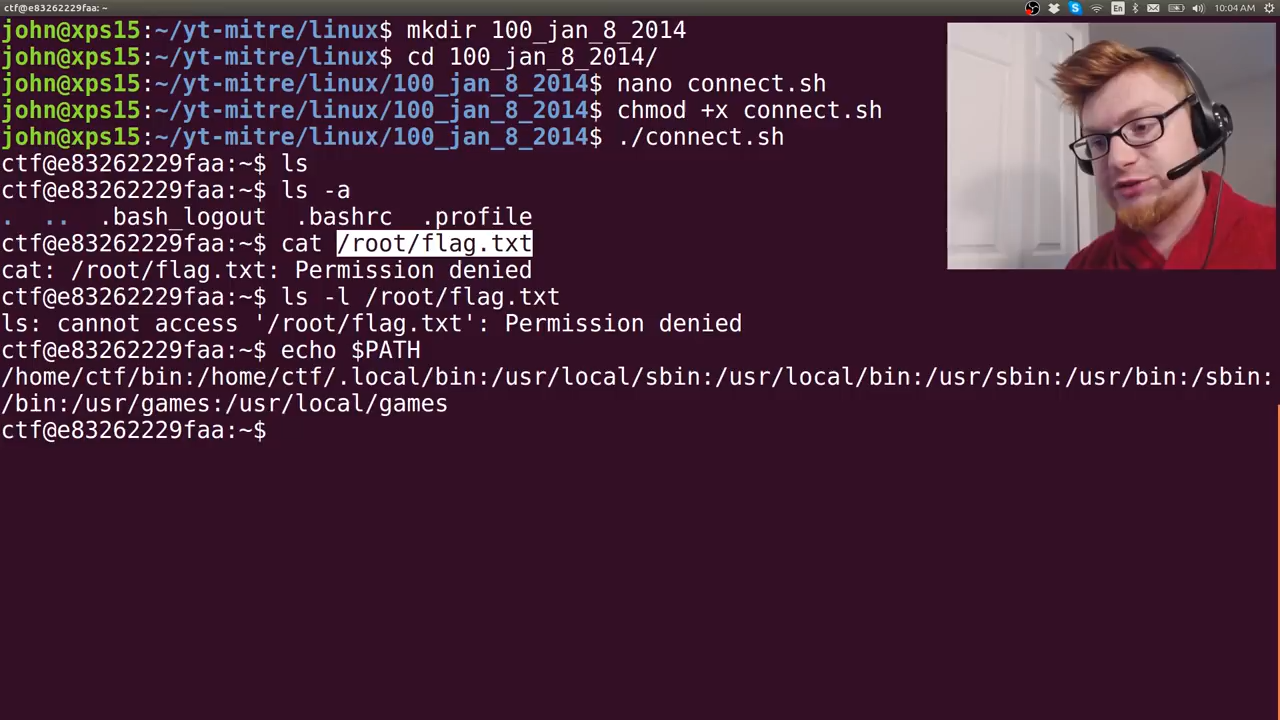 ctf@e83262229faa: ~
En
10:04 AM
john@xps15:~/yt-mitre/linux$ mkdir 100_jan_8_2014
john@xps15:~/yt-mitre/linux$ cd 100_jan_8_2014/
john@xps15:~/yt-mitre/linux/100_jan_8_2014$ nano connect.sh
john@xps15:~/yt-mitre/linux/100_jan_8_2014$ chmod +x connect.sh
john@xps15:~/yt-mitre/linux/100_jan_8_2014$ ./connect.sh
ctf@e83262229faa:~$ ls
ctf@e83262229faa:~$ ls -a
.  ..  .bash_logout  .bashrc  .profile
ctf@e83262229faa:~$ cat /root/flag.txt
cat: /root/flag.txt: Permission denied
ctf@e83262229faa:~$ ls -l /root/flag.txt
ls: cannot access '/root/flag.txt': Permission denied
ctf@e83262229faa:~$ echo $PATH
/home/ctf/bin:/home/ctf/.local/bin:/usr/local/sbin:/usr/local/bin:/usr/sbin:/usr/bin:/sbin:
/bin:/usr/games:/usr/local/games
ctf@e83262229faa:~$